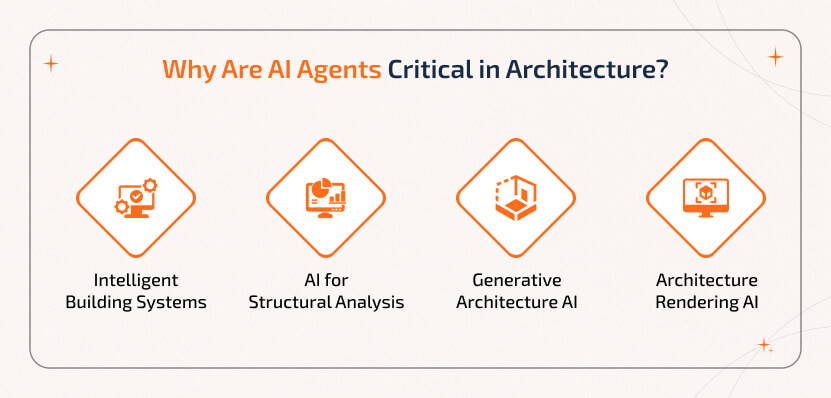 Why Are AI Agents Critical in Architecture?
Intelligent
Building Systems
AI for
Structural Analysis
Generative
Architecture AI
Architecture
Rendering AI